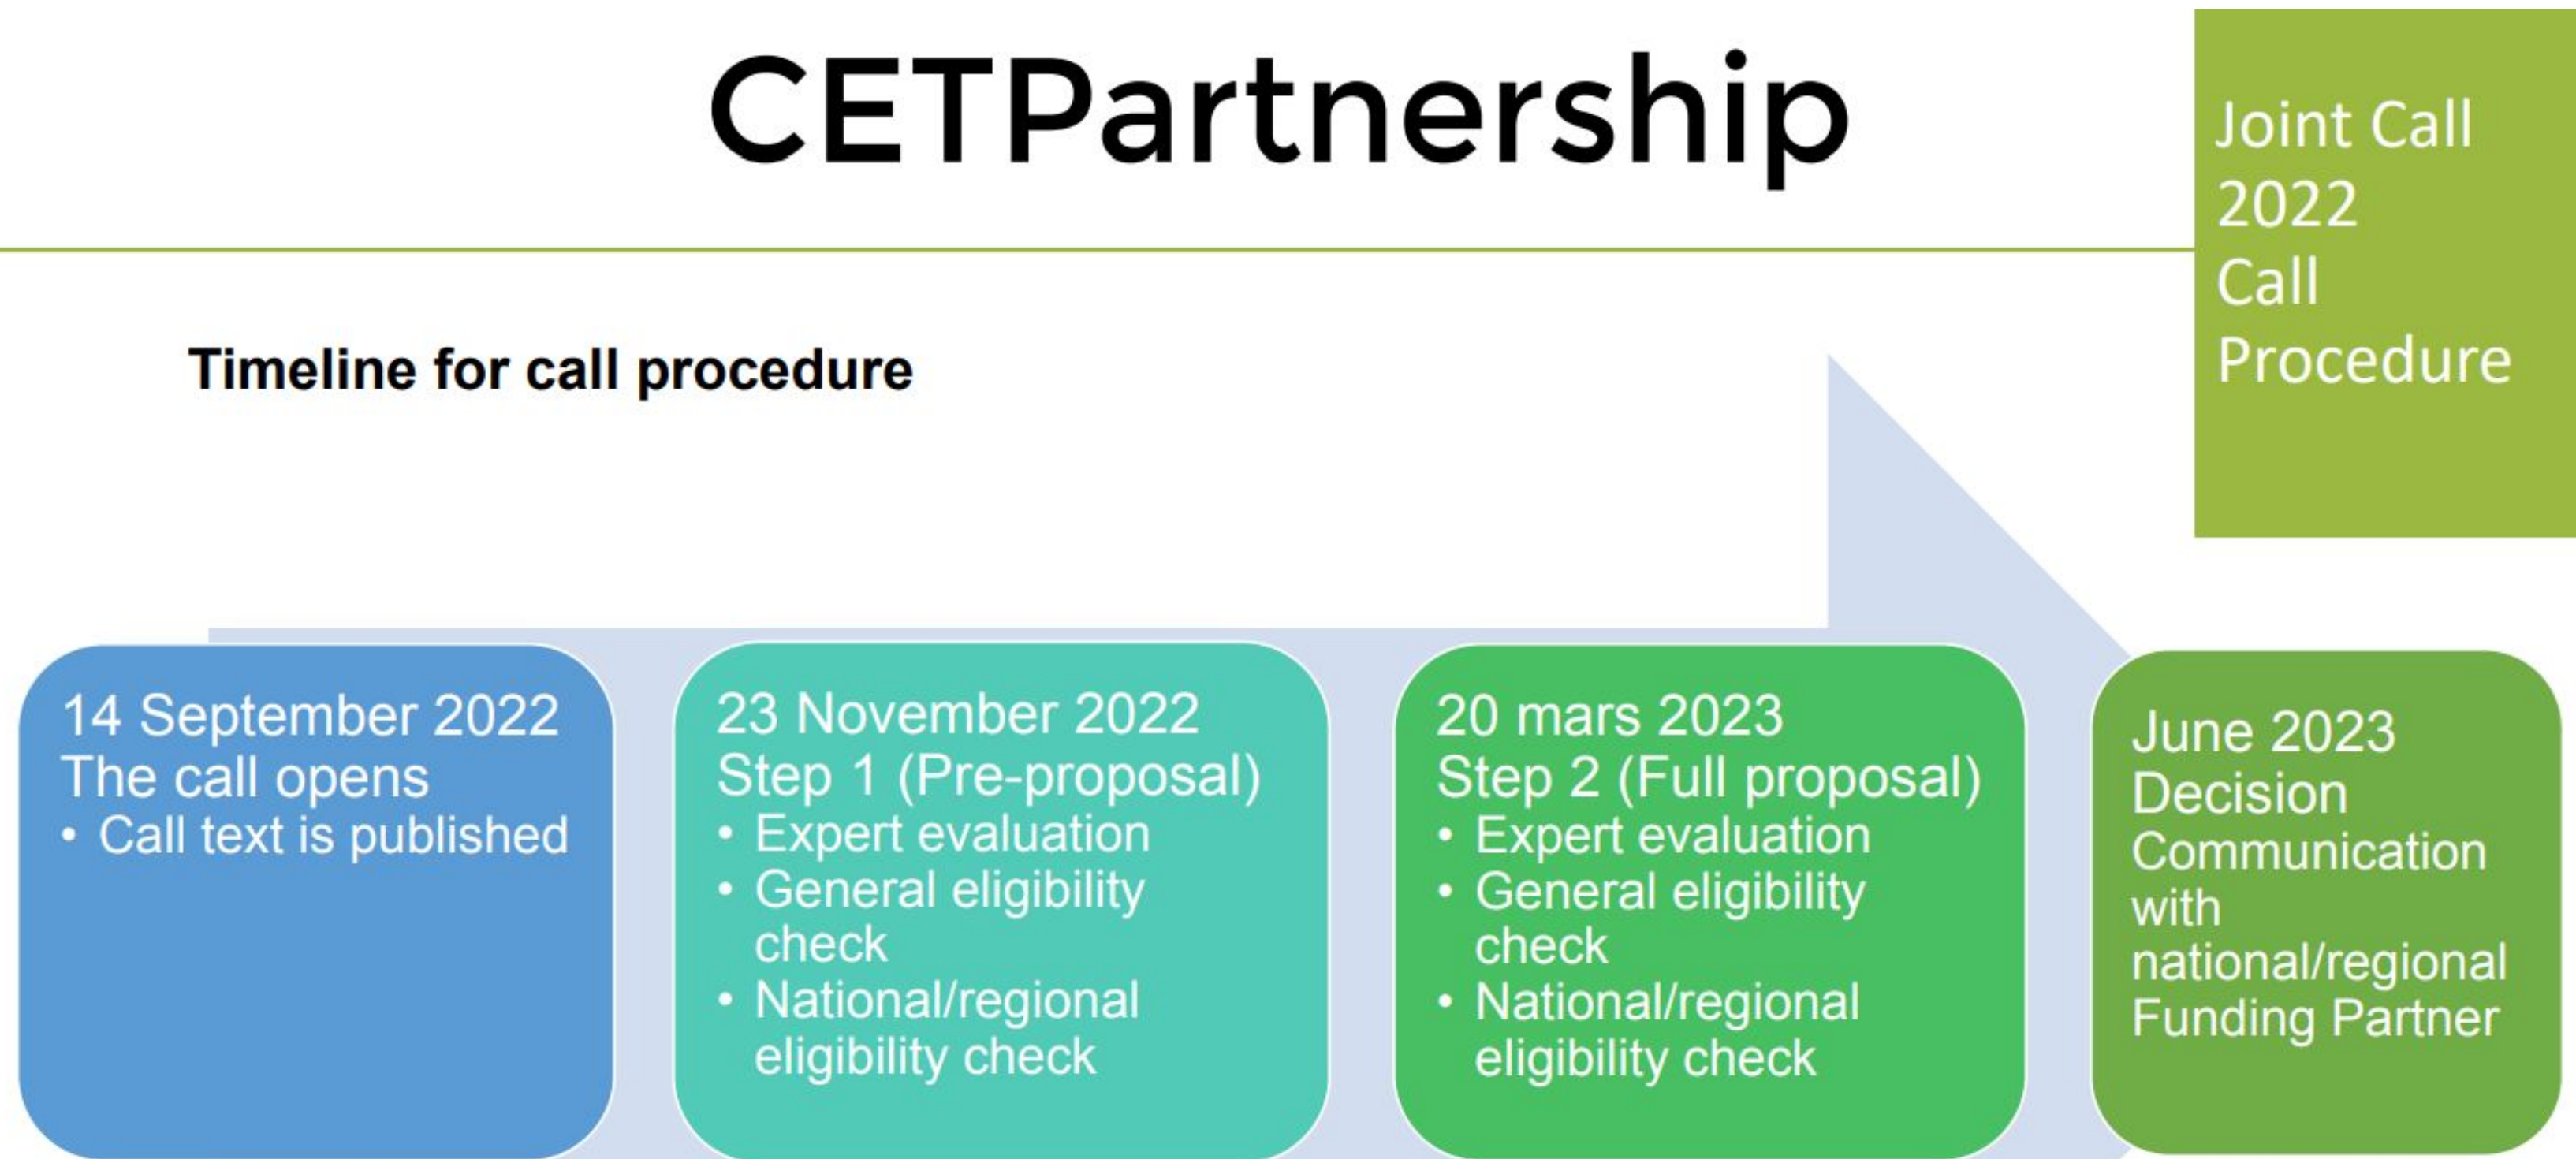 CETPartnership
Joint Call
2022
Call
Procedure
Timeline for call procedure
14 September 2022
The call opens
• Call text is published
23 November 2022
Step 1 (Pre-proposal)
• Expert evaluation
• General eligibility
check
• National/regional
eligibility check
20 mars 2023
Step 2 (Full proposal)
• Expert evaluation
• General eligibility
check
• National/regional
eligibility check
June 2023
Decision
Communication
with
national/regional
Funding Partner